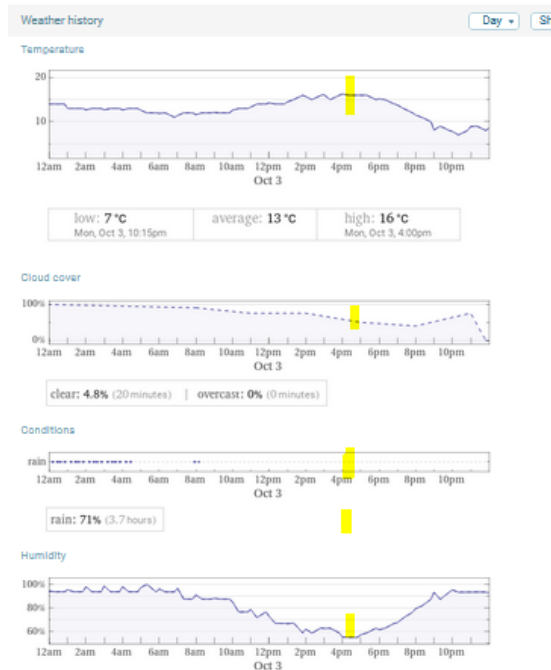 Weather history Day Sh
Temperature
20
10
12am 2am 4am 6am 8am 10am 12pm 2pm 4pm 6pm 8pm 10pm
Oct 3
low: 7 °C average: 13 °C high: 16 °C
Mon, Oct 3, 10:15pm Mon, Oct 3, 4:00pm
Cloud cover
100%
0%
12am 2am 4am 6am 8am 10am 12pm 2pm 4pm 6pm 8pm 10pm
Oct 3
clear: 4.8% (20 minutes) | overcast: 0% (0 minutes)
Conditions
rain
12am 2am 4am 6am 8am 10am 12pm 2pm 4pm 6pm 8pm 10pm
Oct 3
rain: 71% (3.7 hours)
Humidity
100%
80%
60%
12am 2am 4am 6am 8am 10am 12pm 2pm 4pm 6pm 8pm 10pm
Oct 3